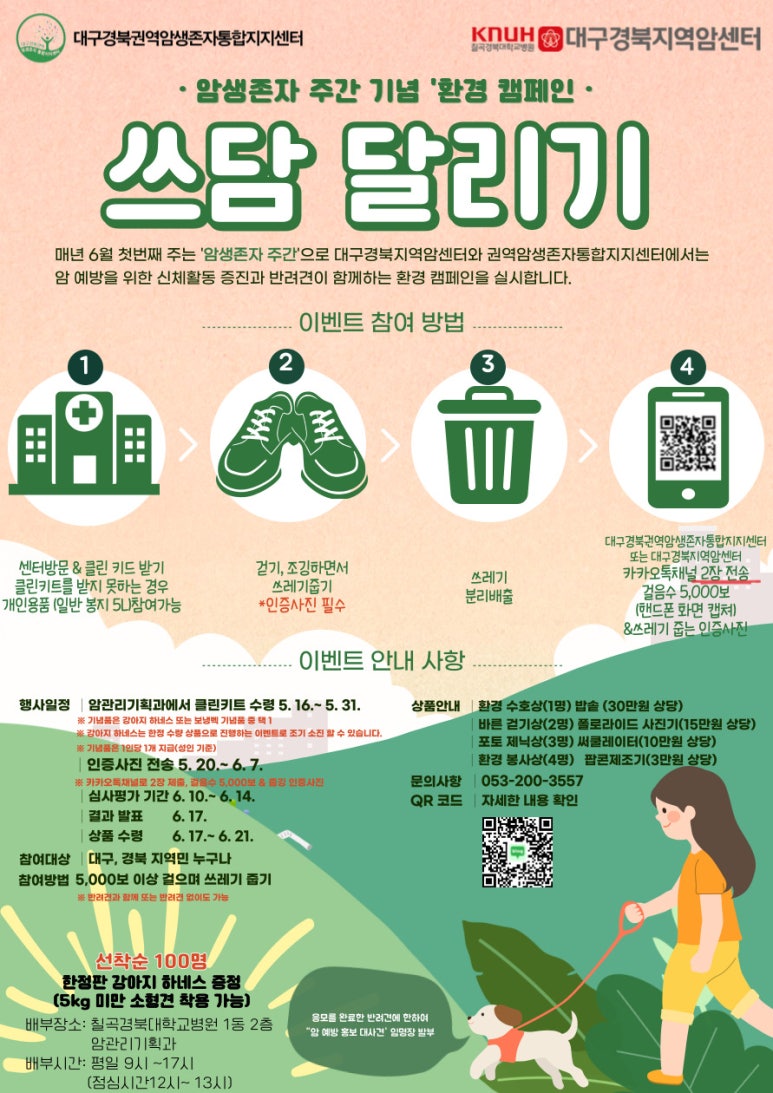 대구경북권역암생존자통합지지센터
KNUH 칠곡경북대학교병원 대구경북지역암센터
· 암생존자 주간 기념 '환경 캠페인 ·
쓰담 달리기
매년 6월 첫번째 주는 '암생존자 주간'으로 대구경북지역암센터와 권역암생존자통합지지센터에서는
암 예방을 위한 신체활동 증진과 반려견이 함께하는 환경 캠페인을 실시합니다.
이벤트 참여 방법
1
센터방문 & 클린 키드 받기
클린키트를 받지 못하는 경우
개인용품 (일반 봉지 5L)참여가능
2
걷기, 조깅하면서
쓰레기줍기
*인증사진 필수
3
쓰레기
분리배출
4
대구경북권역암생존자통합지지센터
또는 대구경북지역암센터
카카오톡채널 2장 전송
걸음수 5,000보
(핸드폰 화면 캡쳐)
&쓰레기 줍는 인증사진
이벤트 안내 사항
행사일정 | 암관리기획과에서 클린키트 수령 5. 16.~ 5. 31.
※ 기념품은 강아지 하네스 또는 보냉백 기념품 중 택 1
※ 강아지 하네스는 한정 수량 상품으로 진행하는 이벤트로 조기 소진 할 수 있습니다.
※ 기념품은 1인당 1개 지급(성인 기준)
| 인증사진 전송 5. 20.~ 6. 7.
※ 카카오톡채널로 2장 제출, 걸음수 5,000보 & 줍깅 인증사진
| 심사평가 기간 6. 10.~ 6. 14.
| 결과 발표 6. 17.
| 상품 수령 6. 17.~ 6. 21.
참여대상 | 대구, 경북 지역민 누구나
참여방법 5,000보 이상 걸으며 쓰레기 줍기
※ 반려견과 함께 또는 반려견 없이도 가능
상품안내 | 환경 수호상(1명) 밥솥 (30만원 상당)
| 바른 걷기상(2명) 폴로라이드 사진기(15만원 상당)
| 포토 제닉상(3명) 써큘레이터(10만원 상당)
| 환경 봉사상(4명) 팝콘제조기(3만원 상당)
문의사항 | 053-200-3557
QR 코드 | 자세한 내용 확인
선착순 100명
한정판 강아지 하네스 증정
(5kg 미만 소형견 착용 가능)
배부장소: 칠곡경북대학교병원 1동 2층
암관리기획과
배부시간: 평일 9시 ~17시
(점심시간12시~ 13시)
응모를 완료한 반려견에 한하여
"암 예방 홍보 대사견' 임명장 발부